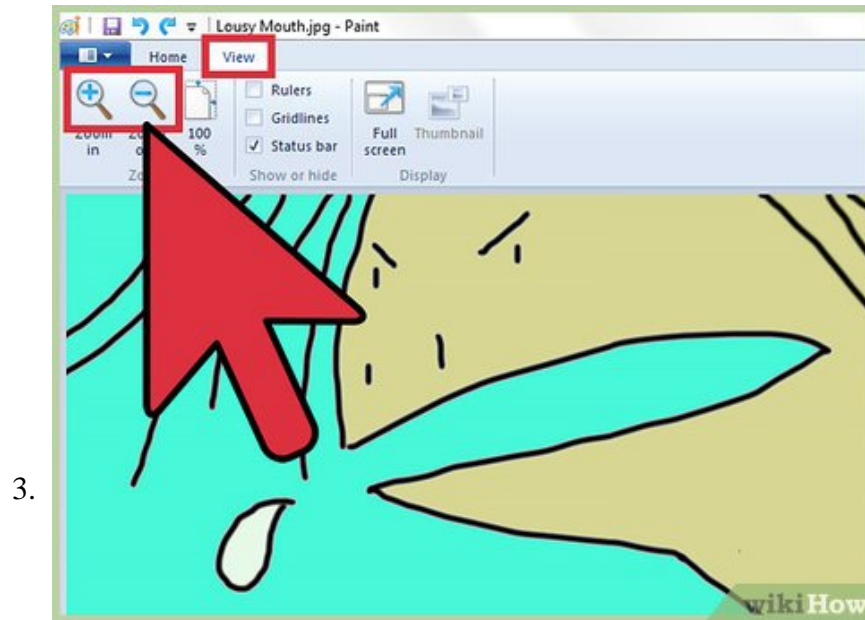 Lousy Mouth.jpg - Paint
Home View
Rulers
Gridlines
Status bar
in
100
%
Full
screen
Thumbnail
Show or hide
Display
3.
wikiHow